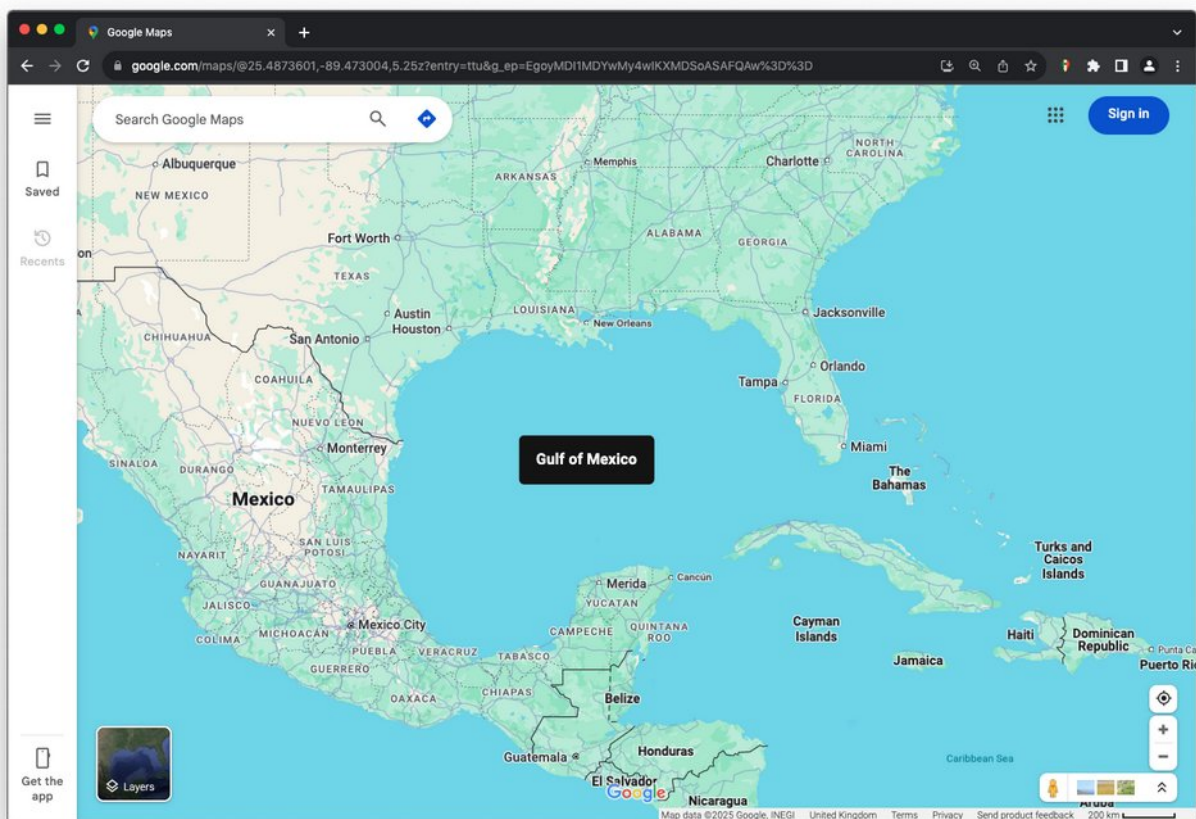 Google Maps
google.com/maps/@25.4873601,-89.473004,5.25z?entry=ttu&g_ep=EgoyMDI1MDYwMy4wIKXMDSoASAFQAw%3D%3D
Search Google Maps
Sign in
Saved
Recents
Get the
app
Albuquerque
NEW MEXICO
Memphis
ARKANSAS
Charlotte
NORTH
CAROLINA
on
Fort Worth
TEXAS
ALABAMA
GEORGIA
Austin
Houston
LOUISIANA
New Orleans
Jacksonville
CHIHUAHUA
San Antonio
COAHUILA
Orlando
Tampa
FLORIDA
NUEVO LEON
Monterrey
Miami
SINALOA
DURANGO
Gulf of Mexico
The
Bahamas
Mexico
TAMAULIPAS
SAN LUIS
POTOSI
NAYARIT
Turks and
Caicos
Islands
GUANAJUATO
Merida
Cancún
JALISCO
YUCATAN
Mexico City
COLIMA
MICHOACÁN
CAMPECHE
QUINTANA
ROO
Cayman
Islands
Haiti
Dominican
Republic
PUEBLA
VERACRUZ
TABASCO
Punta Ca
Puerto Ric
GUERRERO
Jamaica
OAXACA
CHIAPAS
Belize
Guatemala
Honduras
Caribbean Sea
El Salvador
Nicaragua
Aruba
Layers
Google
Map data ©2025 Google, INEGI United Kingdom Terms Privacy Send product feedback 200 km